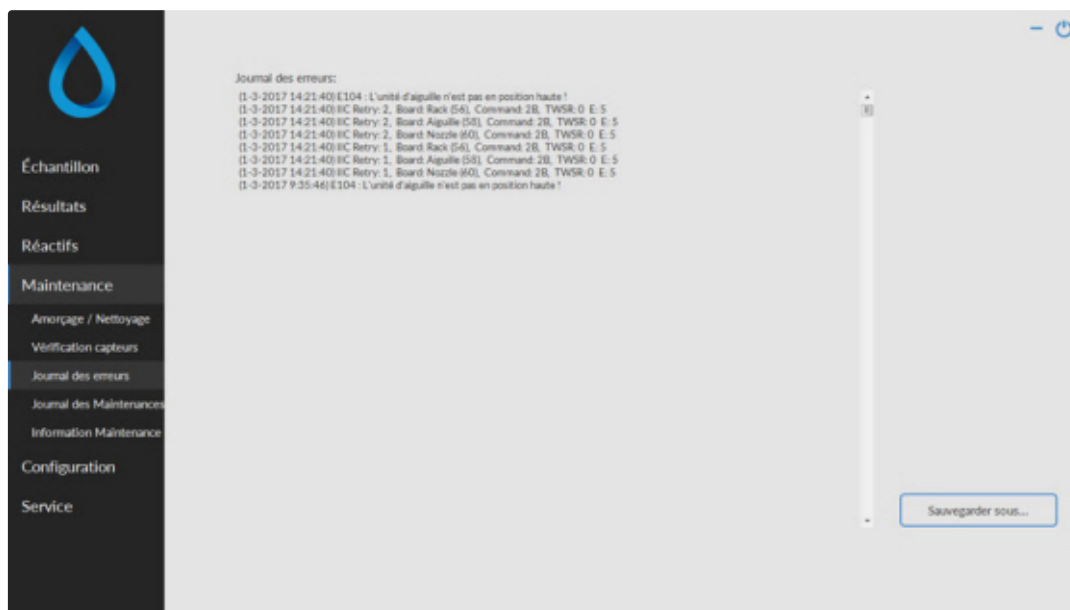 Journal des erreurs:
(1-3-2017 14:21:40) E104 : L'unité d'aiguille n'est pas en position haute !
(1-3-2017 14:21:40) IIC Retry: 2, Board: Rack (56), Command: 2B, TWSR: 0 E: 5
(1-3-2017 14:21:40) IIC Retry: 2, Board: Aiguille (58), Command: 2B, TWSR: 0 E: 5
(1-3-2017 14:21:40) IIC Retry: 2, Board: Nozzle (60), Command: 2B, TWSR: 0 E: 5
(1-3-2017 14:21:40) IIC Retry: 1, Board: Rack (56), Command: 2B, TWSR: 0 E: 5
(1-3-2017 14:21:40) IIC Retry: 1, Board: Aiguille (58), Command: 2B, TWSR: 0 E: 5
(1-3-2017 14:21:40) IIC Retry: 1, Board: Nozzle (60), Command: 2B, TWSR: 0 E: 5
(1-3-2017 9:35:46) E104 : L'unité d'aiguille n'est pas en position haute !
Échantillon
Résultats
Réactifs
Maintenance
Amorçage / Nettoyage
Vérification capteurs
Journal des erreurs
Journal des Maintenances
Information Maintenance
Configuration
Service
Sauvegarder sous...